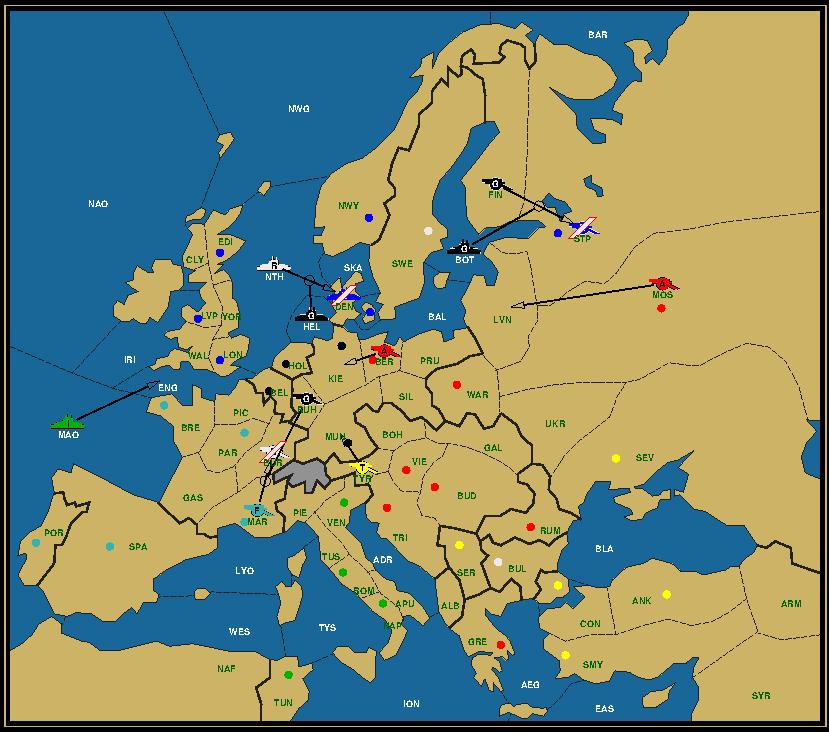 BAR
NWG
NAO
FIN
NWY
STP
EDI
BOT
CLY
SWE
R
NTH
SKA
A
MOS
DEN
LVP
YOR
HEL
BAL
LVN
IRI
WAL
LON
HOL
BER
PRU
KIE
ENG
BEL
RUH
SIL
WAR
PIC
BRE
MAO
UKR
MUN
BOH
GAL
PAR
BUR
VIE
SEV
T
TYR
BUD
GAS
F
MAR
PIE
VEN
POR
SPA
TRI
RUM
BLA
TUS
ADR
LYO
SER
BUL
ROM
ANK
ARM
APU
ALB
CON
NAP
WES
TYS
GRE
NAF
SMY
AEG
TUN
ION
EAS
SYR
G
G
G
A
G